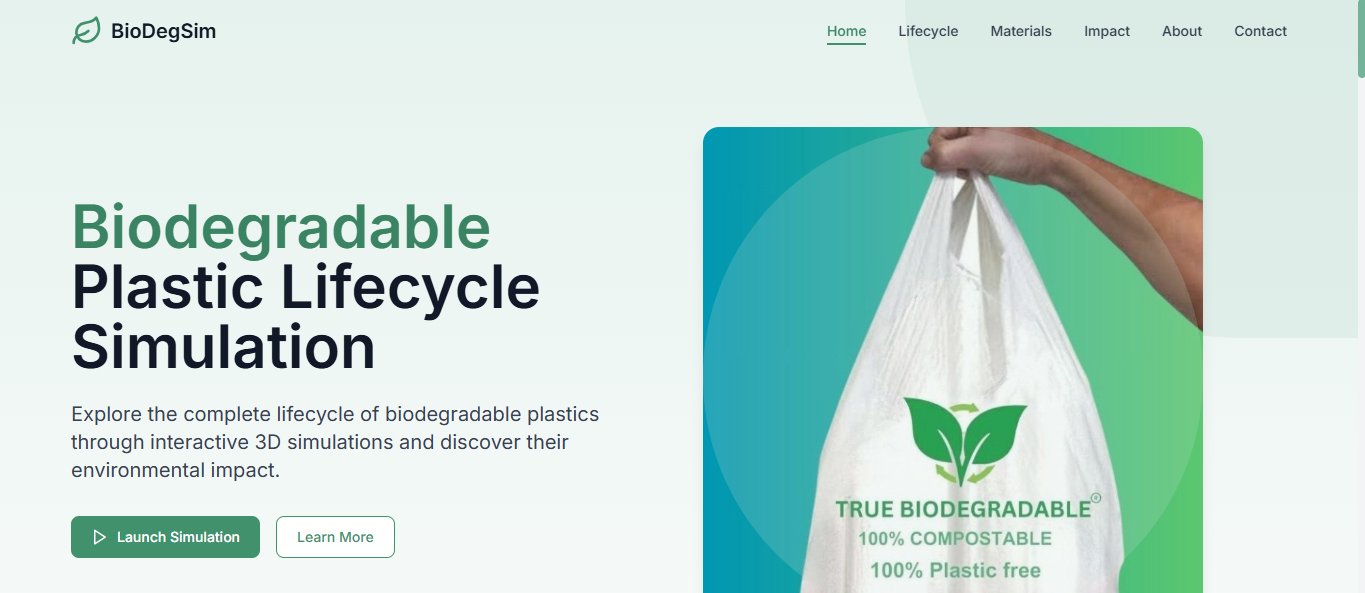 BioDegSim
Home
Lifecycle
Materials
Impact
About
Contact
Biodegradable
Plastic Lifecycle
Simulation
Explore the complete lifecycle of biodegradable plastics
through interactive 3D simulations and discover their
environmental impact.
Launch Simulation
Learn More
TRUE BIODEGRADABLE®
100% COMPOSTABLE
100% Plastic free